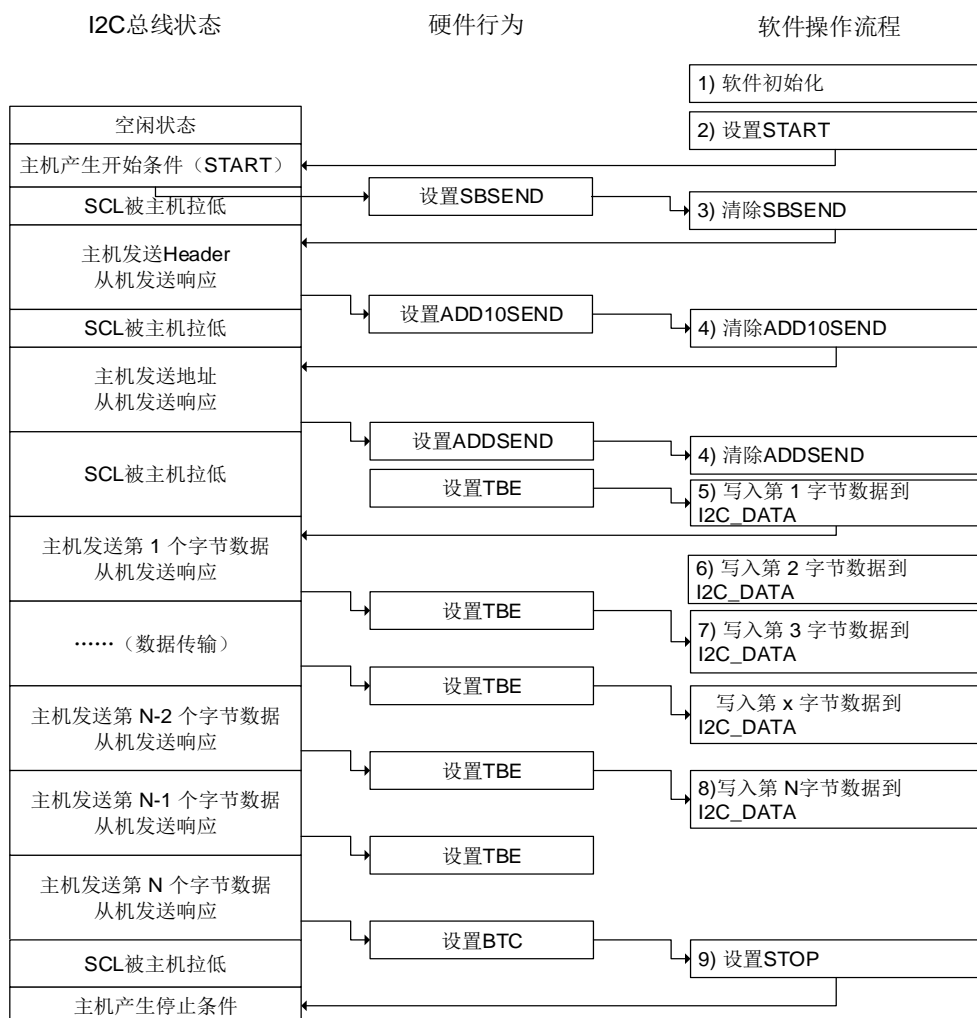 I2C总线状态
硬件行为
软件操作流程
1) 软件初始化
空闲状态
2) 设置START
主机产生开始条件（START）
SCL被主机拉低
设置SBSEND
3) 清除SBSEND
主机发送Header
从机发送响应
设置ADD10SEND
SCL被主机拉低
4) 清除ADD10SEND
主机发送地址
从机发送响应
设置ADDSEND
4) 清除ADDSEND
SCL被主机拉低
设置TBE
5) 写入第 1 字节数据到
I2C_DATA
主机发送第 1 个字节数据
从机发送响应
6) 写入第 2 字节数据到
I2C_DATA
设置TBE
7) 写入第 3 字节数据到
I2C_DATA
……（数据传输）
设置TBE
写入第 x 字节数据到
I2C_DATA
主机发送第 N-2 个字节数据
从机发送响应
设置TBE
8)写入第 N字节数据到
I2C_DATA
主机发送第 N-1 个字节数据
从机发送响应
设置TBE
主机发送第 N 个字节数据
从机发送响应
设置BTC
SCL被主机拉低
9) 设置STOP
主机产生停止条件